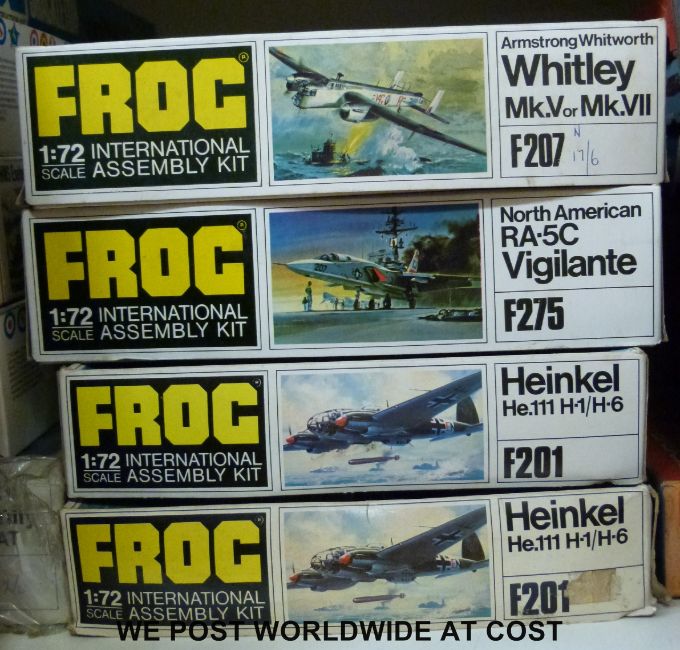 FROG
1:72 INTERNATIONAL
SCALE ASSEMBLY KIT
Armstrong Whitworth
Whitley
Mk.V or Mk.VII
F207
N
17/6
FROG
1:72 INTERNATIONAL
SCALE ASSEMBLY KIT
207
North American
RA-5C
Vigilante
F275
FROG
1:72 INTERNATIONAL
SCALE ASSEMBLY KIT
Heinkel
He.111 H-1/H-6
F201
FROG
1:72 INTERNATIONAL
SCALE ASSEMBLY KIT
Heinkel
He.111 H-1/H-6
F201
WE POST WORLDWIDE AT COST